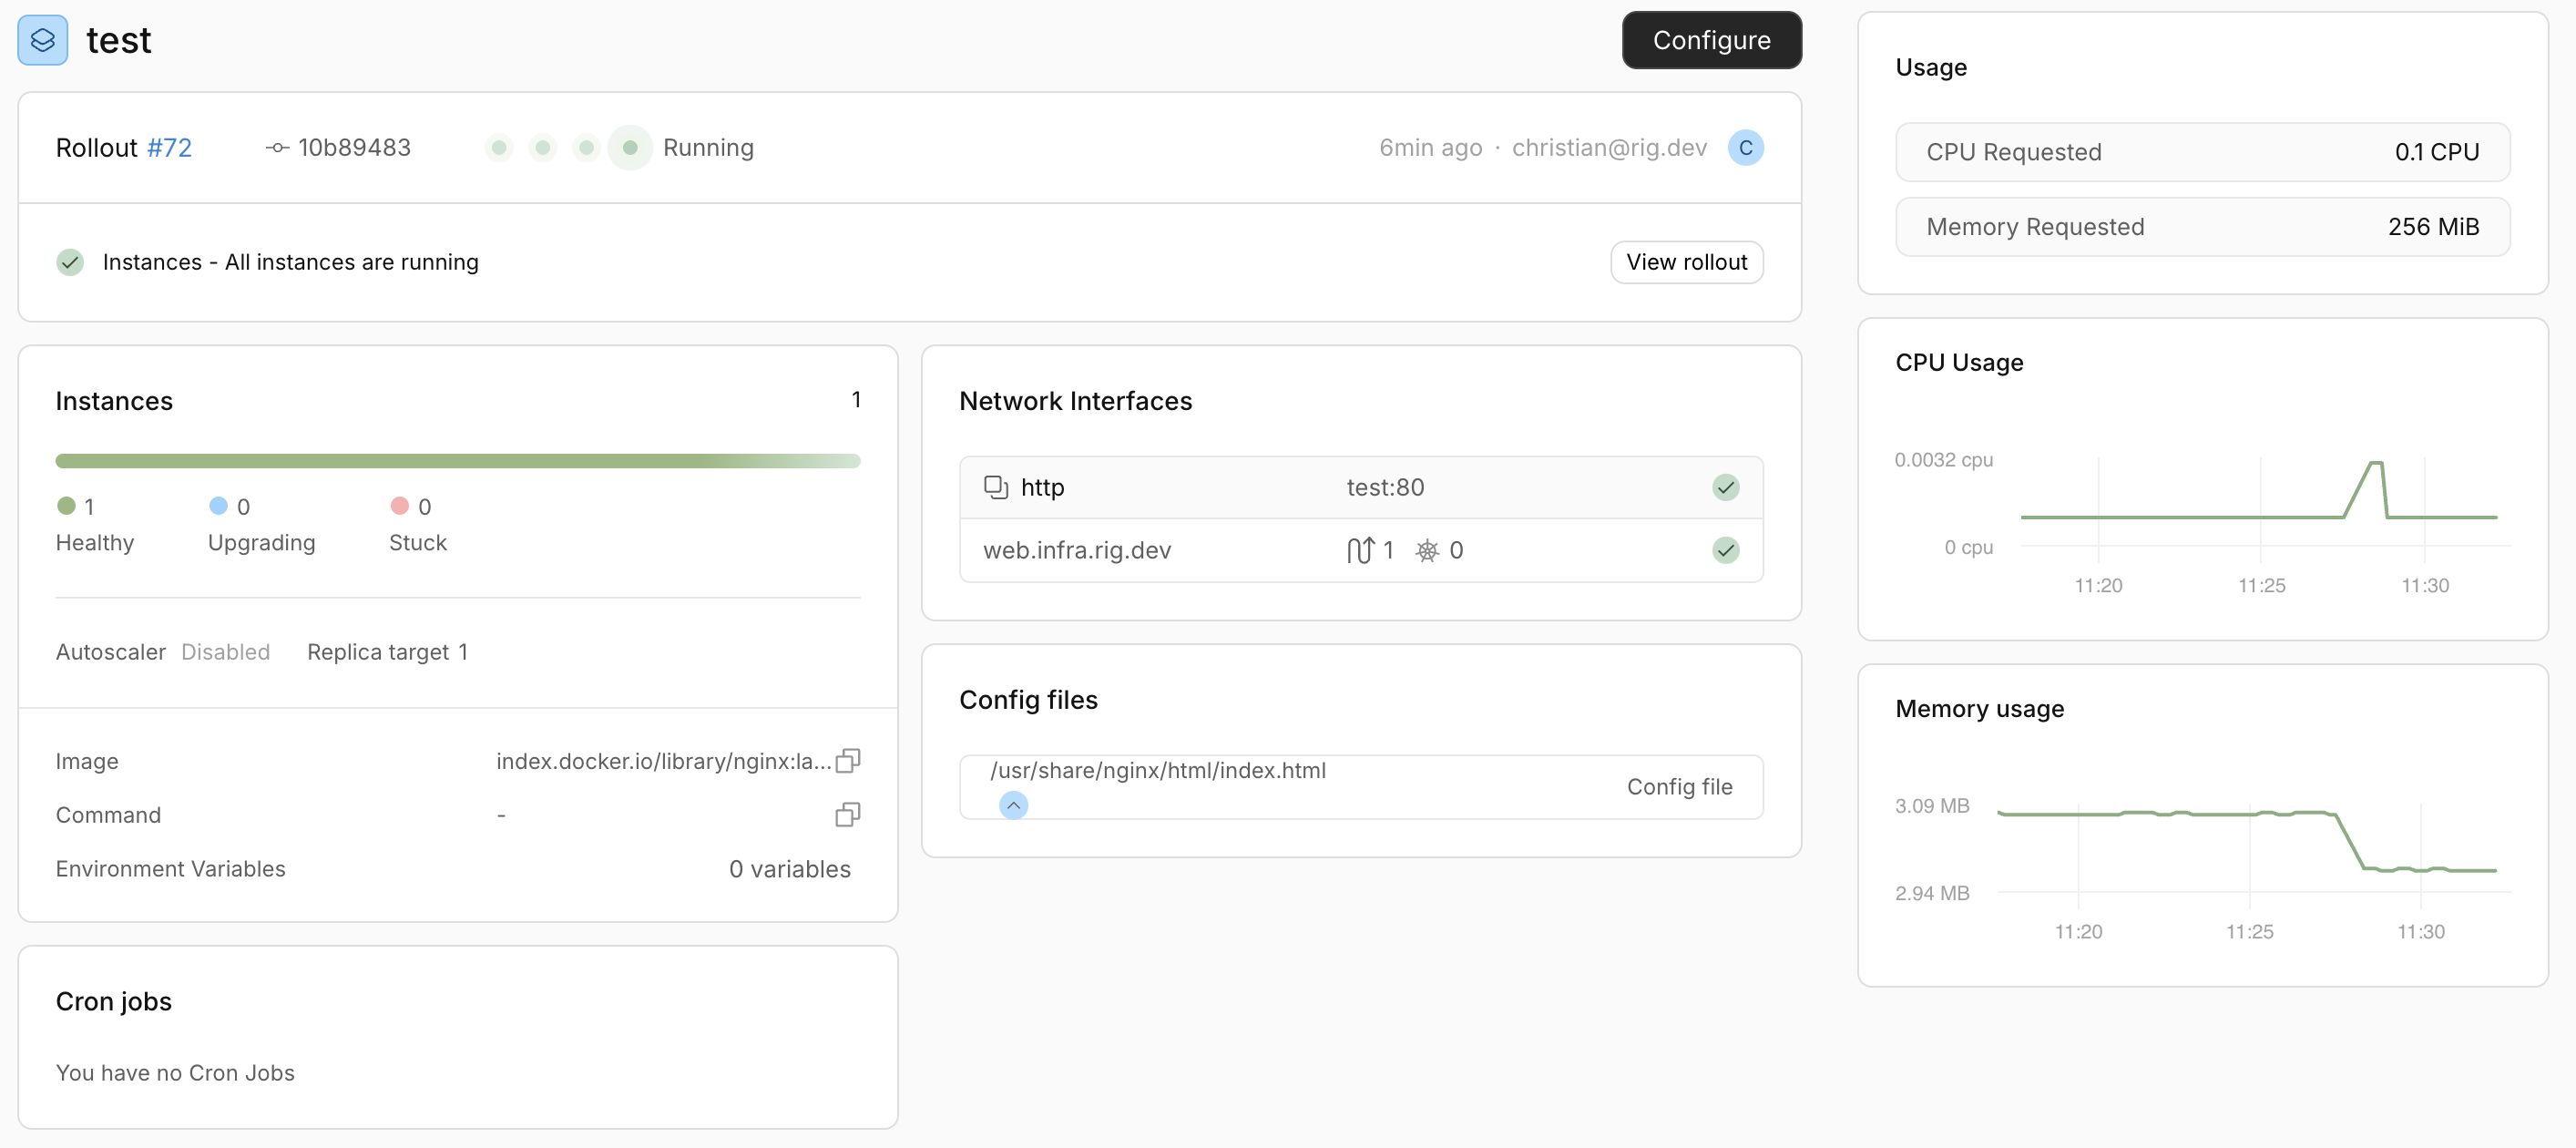 test
Configure
Rollout #72 10b89483 Running 6min ago · christian@rig.dev C
Instances - All instances are running View rollout
Instances 1
1 0 0
Healthy Upgrading Stuck
Autoscaler Disabled Replica target 1
Image index.docker.io/library/nginx:la...
Command -
Environment Variables 0 variables
Cron jobs
You have no Cron Jobs
Network Interfaces
http test:80
web.infra.rig.dev 1 0
Config files
/usr/share/nginx/html/index.html Config file
Usage
CPU Requested 0.1 CPU
Memory Requested 256 MiB
CPU Usage
0.0032 cpu
0 cpu
11:20 11:25 11:30
Memory usage
3.09 MB
2.94 MB
11:20 11:25 11:30